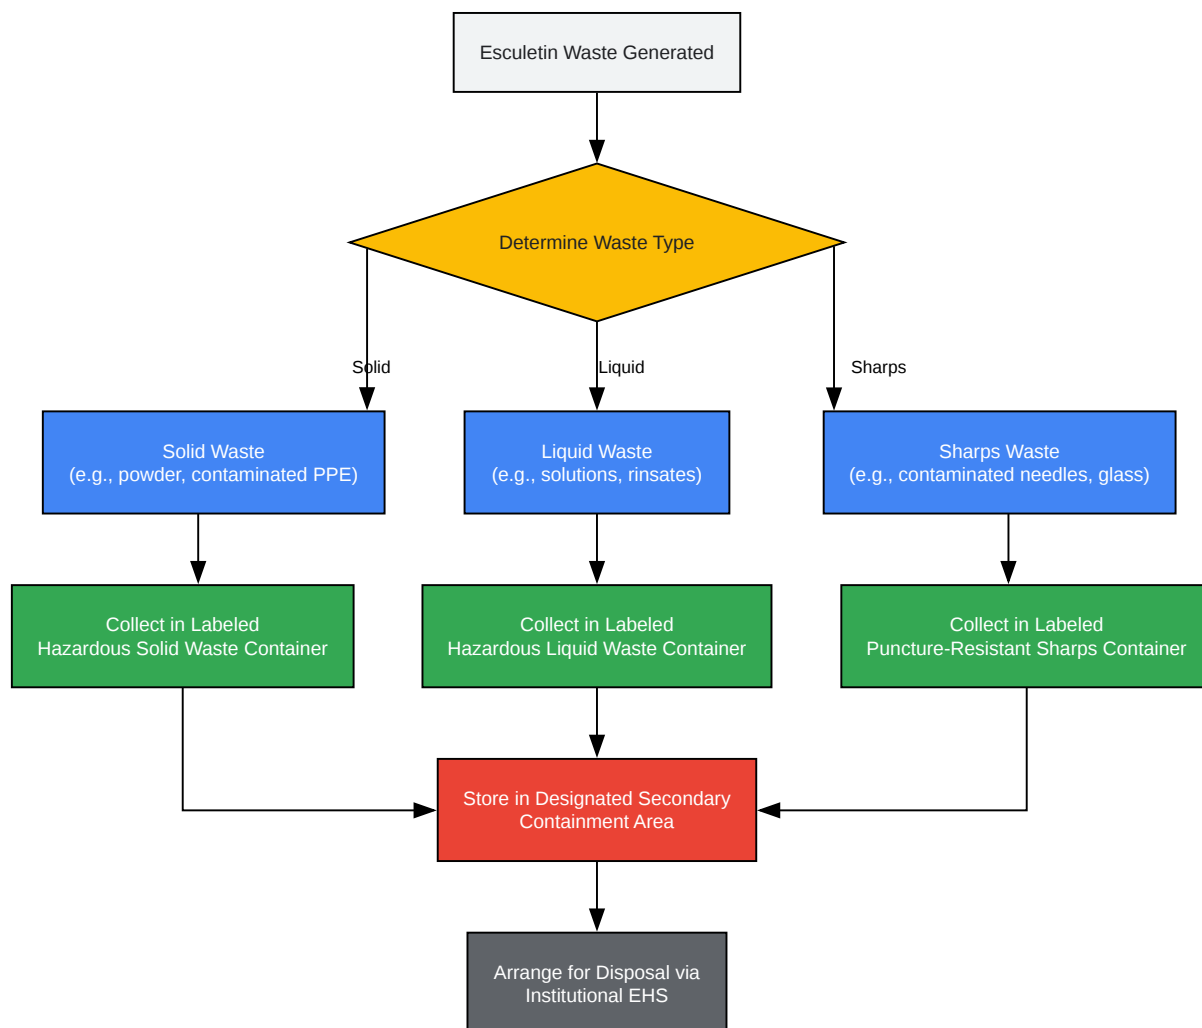 Esculetin Waste Generated
Determine Waste Type
Solid
Liquid
Sharps
Solid Waste
(e.g., powder, contaminated PPE)
Liquid Waste
(e.g., solutions, rinsates)
Sharps Waste
(e.g., contaminated needles, glass)
Collect in Labeled
Hazardous Solid Waste Container
Collect in Labeled
Hazardous Liquid Waste Container
Collect in Labeled
Puncture-Resistant Sharps Container
Store in Designated Secondary
Containment Area
Arrange for Disposal via
Institutional EHS